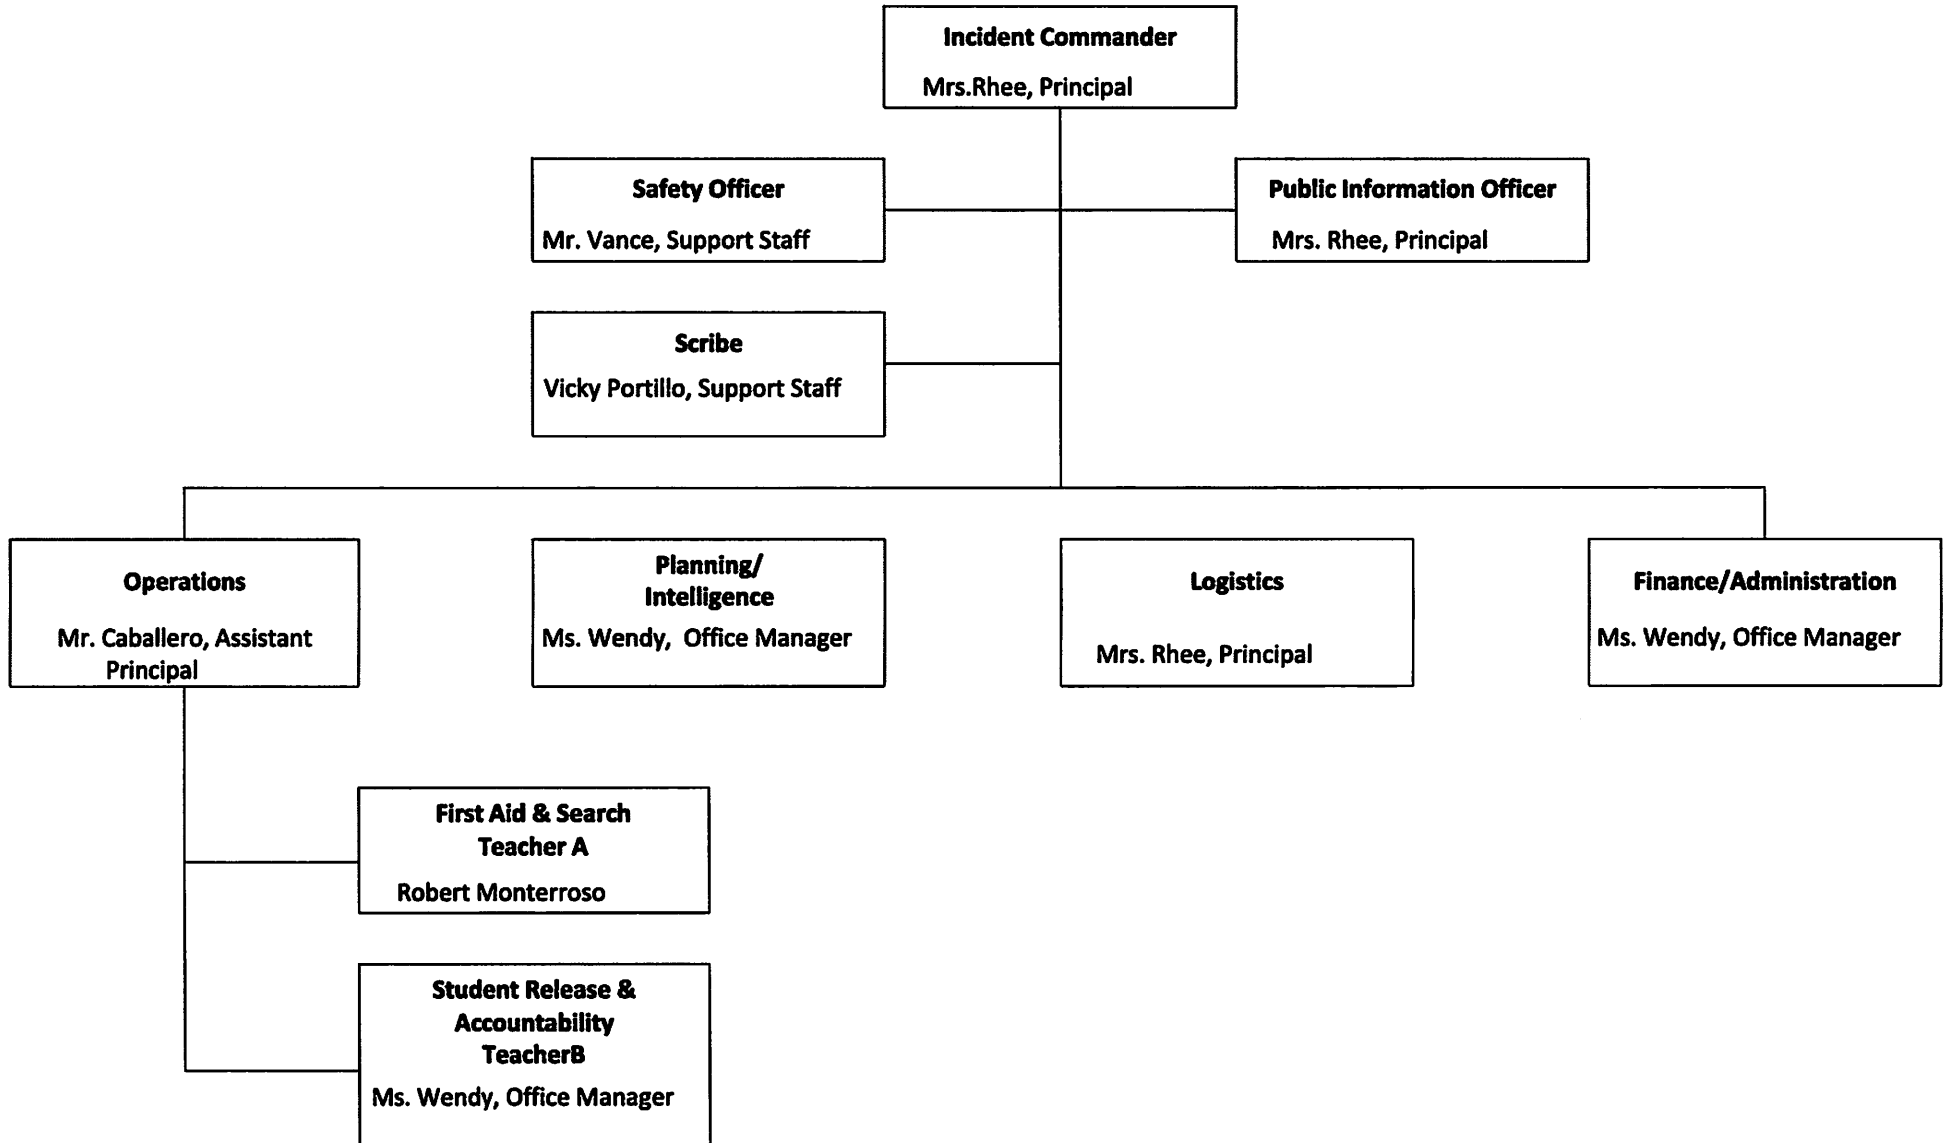 Incident Commander
Mrs.Rhee, Principal
Safety Officer
Mr. Vance, Support Staff
Public Information Officer
Mrs. Rhee, Principal
Scribe
Vicky Portillo, Support Staff
Operations
Mr. Caballero, Assistant
Principal
Planning/
Intelligence
Ms. Wendy, Office Manager
Logistics
Mrs. Rhee, Principal
Finance/Administration
Ms. Wendy, Office Manager
First Aid & Search
Teacher A
Robert Monterroso
Student Release &
Accountability
TeacherB
Ms. Wendy, Office Manager